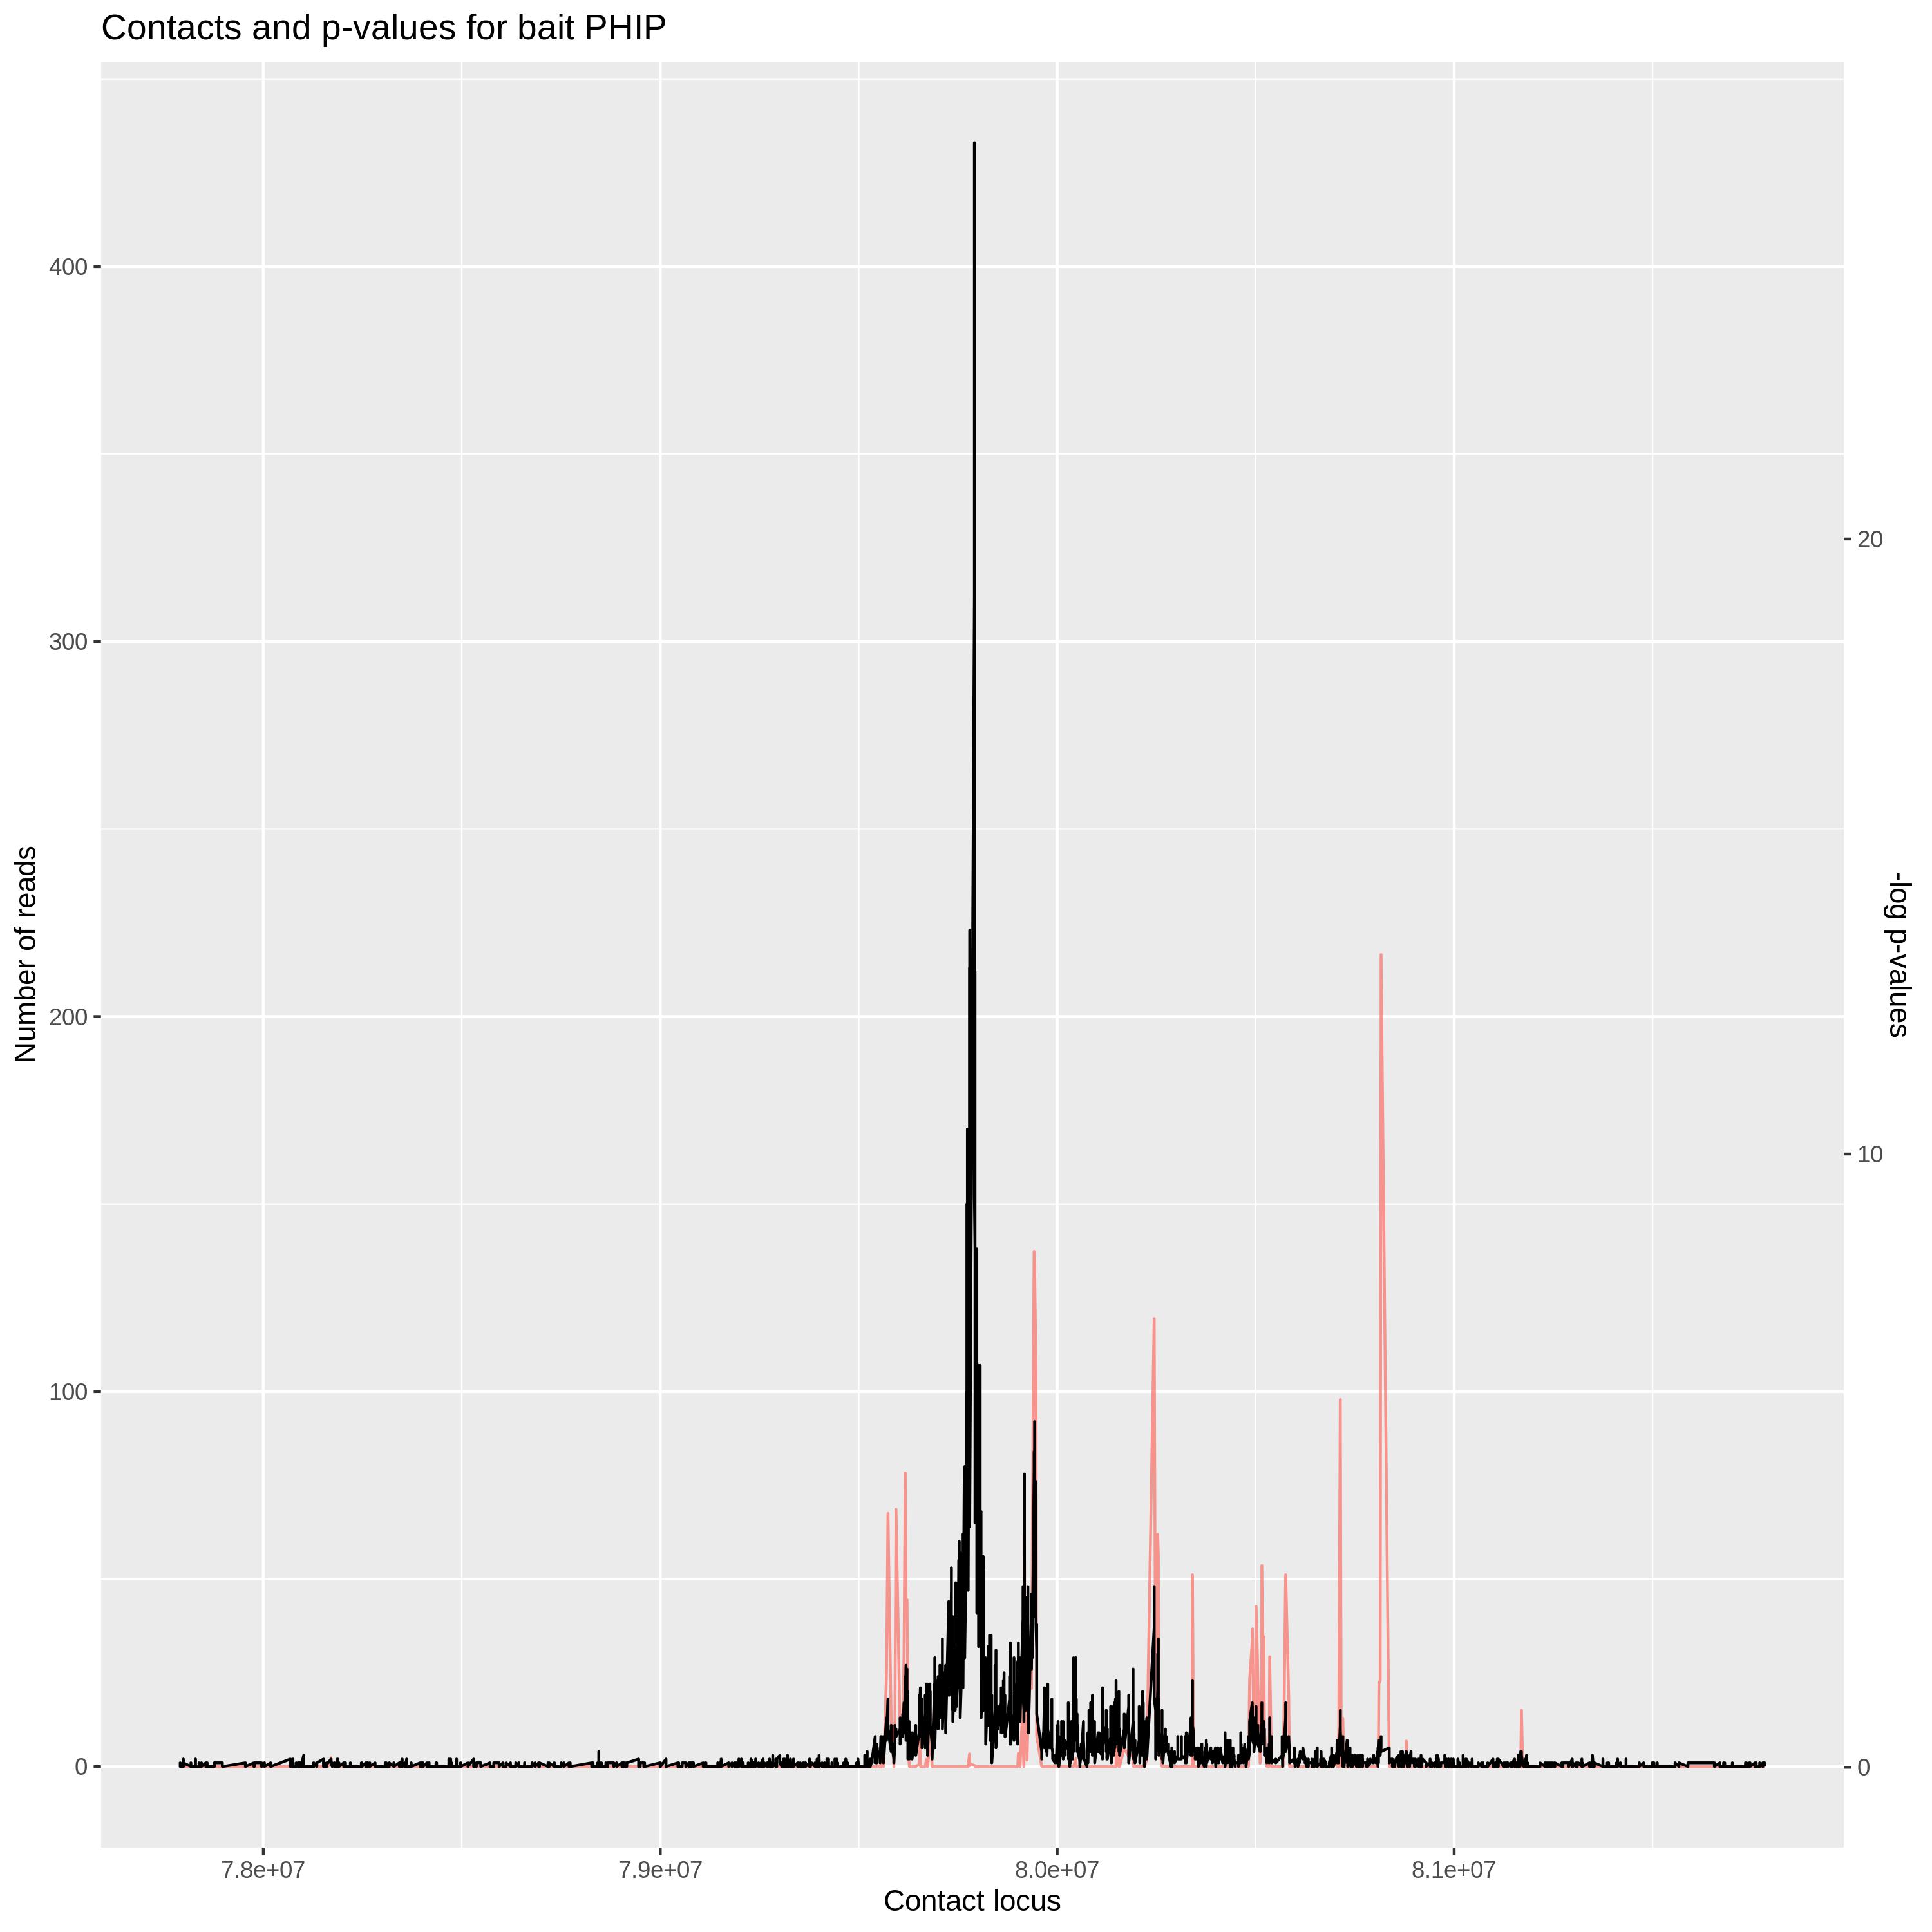 Contacts and p-values for bait PHIP
Number of reads
400
300
200
100
0
20
10
0
-log p-values
7.8e+07
7.9e+07
8.0e+07
8.1e+07
Contact locus